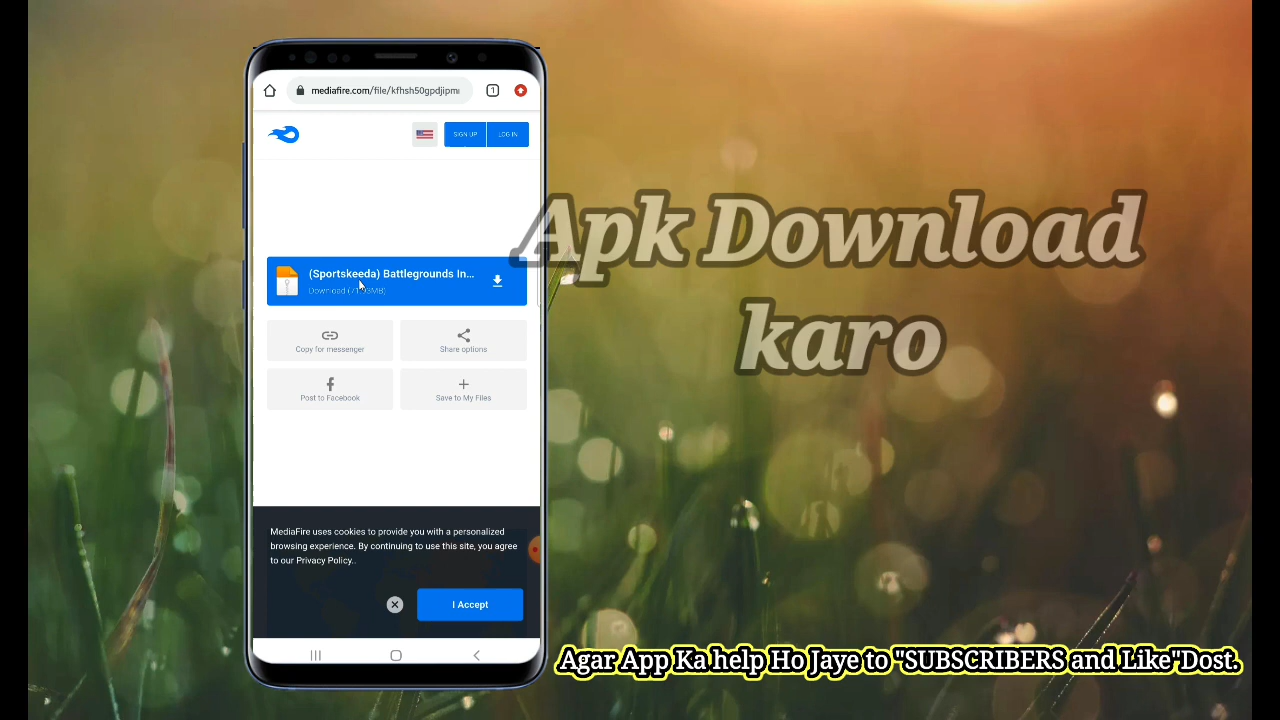 mediafire.com/file/kfhsh50gpdjipm
1
SIGN UP
LOG IN
(Sportskeeda) Battlegrounds In...
Apk Download
karo
Copy for messenger
Share options
Post to Facebook
Save to My Files
MediaFire uses cookies to provide you with a personalized
browsing experience. By continuing to use this site, you agree
to our Privacy Policy..
I Accept
Agar App Ka help Ho Jaye to "SUBSCRIBERS and Like"Dost.